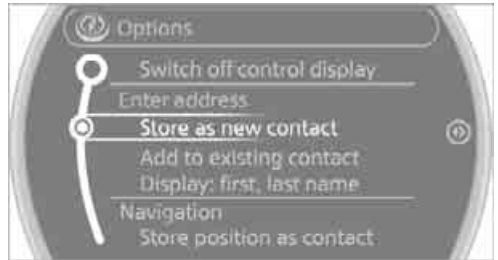 Options
Switch off control display
Enter address
Store as new contact
Add to existing contact
Display: first, last name
Navigation
Store position as contact